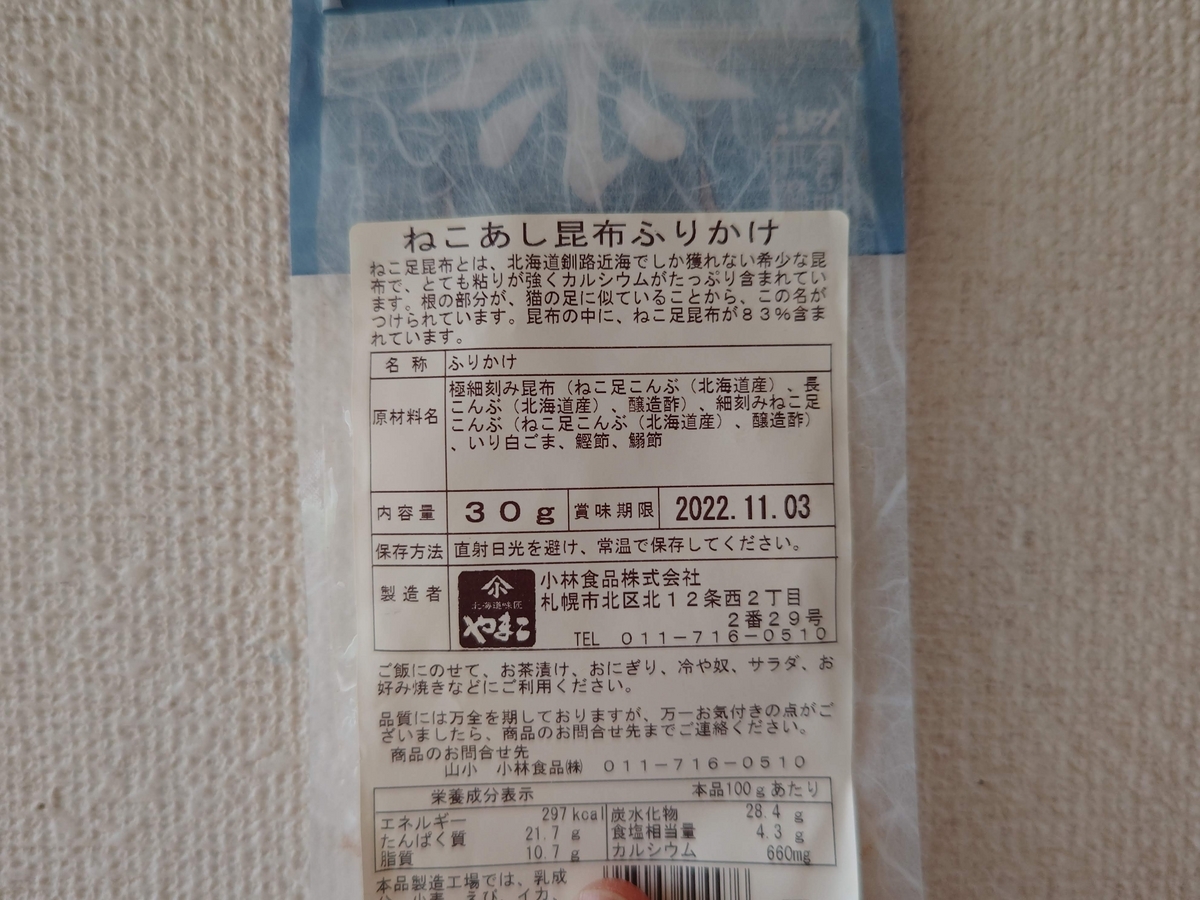 ねこあし昆布ふりかけ
ねこ足昆布とは、北海道釧路近海でしか獲れない希少な昆
布で、とても粘りが強くカルシウムがたっぷり含まれてい
ます。根の部分が、猫の足に似ていることから、この名が
つけられています。昆布の中に、ねこ足昆布が８３％含ま
れています。
名称 ふりかけ
原材料名 極細刻み昆布（ねこ足こんぶ（北海道産）、長
こんぶ（北海道産）、醸造酢）、細刻みねこ足
こんぶ（ねこ足こんぶ（北海道産）、醸造酢）
、いり白ごま、鰹節、鰯節
内容量 ３０ｇ 賞味期限 2022.11.03
保存方法 直射日光を避け、常温で保存してください。
製造者 北海道味匠 やまこ 小林食品株式会社
札幌市北区北１２条西２丁目
２番２９号
TEL ０１１－７１６－０５１０
ご飯にのせて、お茶漬け、おにぎり、冷や奴、サラダ、お
好み焼きなどにご利用ください。
品質には万全を期しておりますが、万一お気付きの点がご
ざいましたら、商品のお問合せ先までご連絡ください。
商品のお問合せ先
山小 小林食品㈱ ０１１－７１６－０５１０
栄養成分表示 本品100ｇあたり
エネルギー 297kcal 炭水化物 28.4 g
たんぱく質 21.7 g 食塩相当量 4.3 g
脂質 10.7 g カルシウム 660mg
本品製造工場では、乳成
分、小麦、えび、イカ、